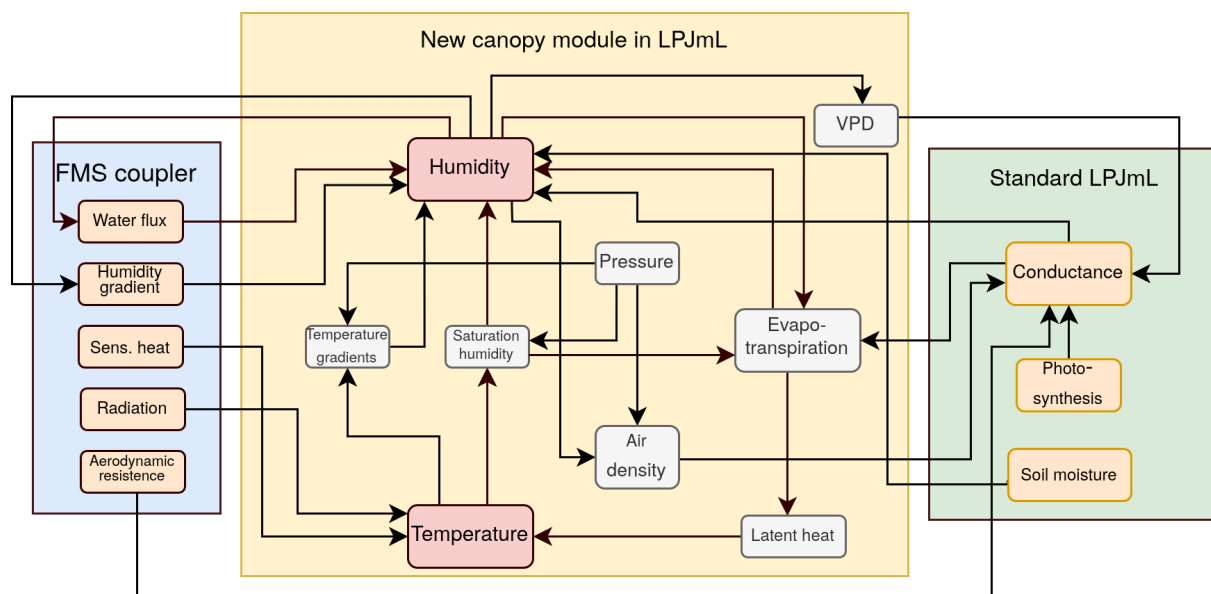 New canopy module in LPJmL
VPD
FMS coupler
Humidity
Standard LPJmL
Water flux
Humidity
gradient
Pressure
Conductance
Sens. heat
Temperature
gradients
Saturation
humidity
Evapo-
transpiration
Photo-
synthesis
Radiation
Aerodynamic
resistence
Air
density
Soil moisture
Temperature
Latent heat